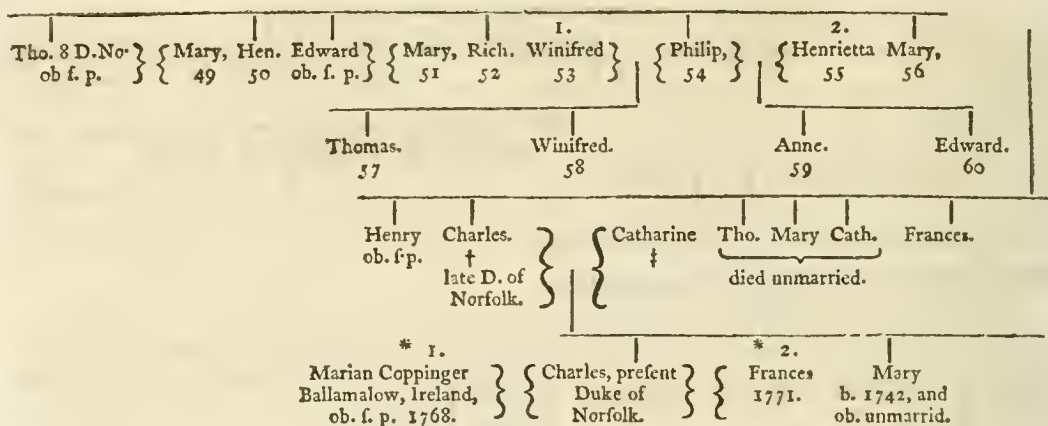 1. 2.
Tho. 8 D.No. Mary, Hen. Edward Mary, Rich. Winifred Philip, Henrietta Mary,
ob ſ. p. 49 50 ob. ſ. p. 51 52 53 54 55 56
Thomas. Winifred. Anne. Edward.
57 58 59 60
Henry Charles. Catharine Tho. Mary Cath. Frances.
ob. ſ.p. † ‡
late D. of died unmarried.
Norfolk.
* 1. * 2.
Marian Coppinger Charles, preſent Frances Mary
Ballamalow, Ireland, Duke of 1771. b. 1742, and
ob. ſ. p. 1768. Norfolk. ob. unmarrid.